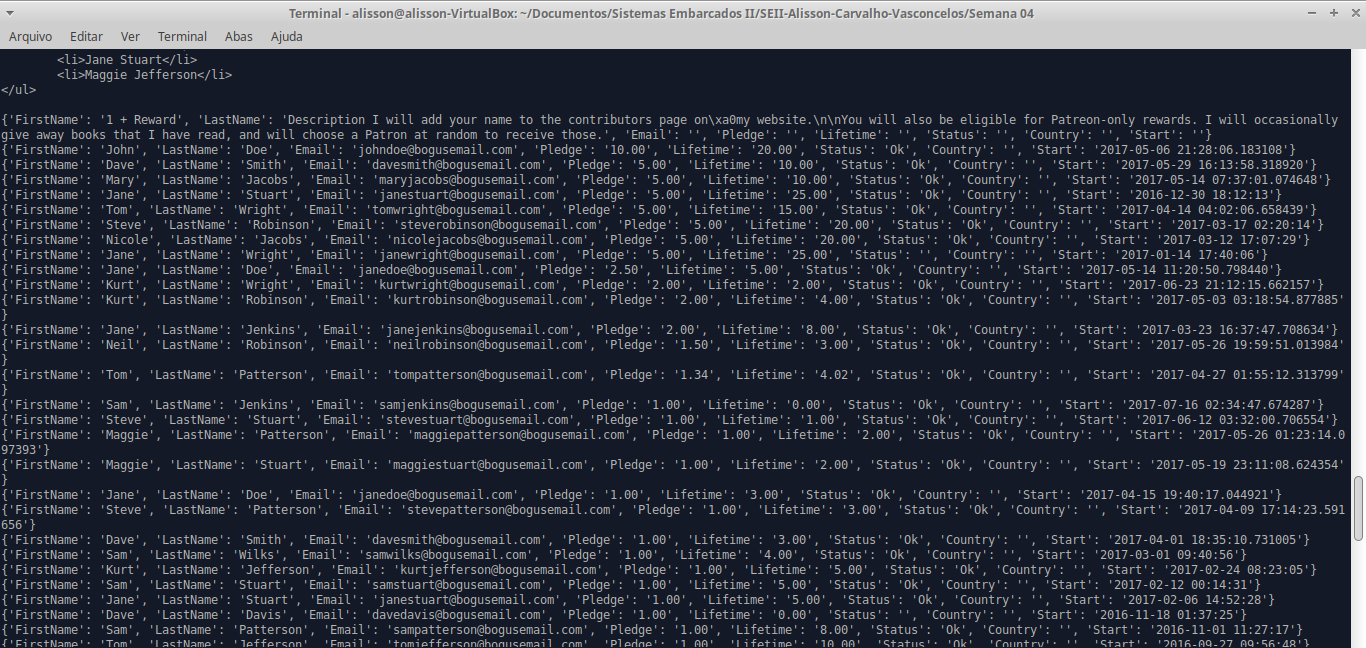 Terminal - alisson@alisson-VirtualBox: ~/Documentos/Sistemas Embarcados II/SEII-Alisson-Carvalho-Vasconcelos/Semana 04
Arquivo Editar Ver Terminal Abas Ajuda
<li>Jane Stuart</li>
<li>Maggie Jefferson</li>
</ul>
{'FirstName': '1 + Reward', 'LastName': 'Description I will add your name to the contributors page on\xa0my website.\n\nYou will also be eligible for Patreon-only rewards. I will occasionally
give away books that I have read, and will choose a Patron at random to receive those.', 'Email': '', 'Pledge': '', 'Lifetime': '', 'Status': '', 'Country': '', 'Start': ''}
{'FirstName': 'John', 'LastName': 'Doe', 'Email': 'johndoe@bogusemail.com', 'Pledge': '10.00', 'Lifetime': '20.00', 'Status': 'Ok', 'Country': '', 'Start': '2017-05-06 21:28:06.183108'}
{'FirstName': 'Dave', 'LastName': 'Smith', 'Email': 'davesmith@bogusemail.com', 'Pledge': '5.00', 'Lifetime': '10.00', 'Status': 'Ok', 'Country': '', 'Start': '2017-05-29 16:13:58.318920'}
{'FirstName': 'Mary', 'LastName': 'Jacobs', 'Email': 'maryjacobs@bogusemail.com', 'Pledge': '5.00', 'Lifetime': '10.00', 'Status': 'Ok', 'Country': '', 'Start': '2017-05-14 07:37:01.074648'}
{'FirstName': 'Jane', 'LastName': 'Stuart', 'Email': 'janestuart@bogusemail.com', 'Pledge': '5.00', 'Lifetime': '25.00', 'Status': 'Ok', 'Country': '', 'Start': '2016-12-30 18:12:13'}
{'FirstName': 'Tom', 'LastName': 'Wright', 'Email': 'tomwright@bogusemail.com', 'Pledge': '5.00', 'Lifetime': '15.00', 'Status': 'Ok', 'Country': '', 'Start': '2017-04-14 04:02:06.658439'}
{'FirstName': 'Steve', 'LastName': 'Robinson', 'Email': 'steverobinson@bogusemail.com', 'Pledge': '5.00', 'Lifetime': '20.00', 'Status': 'Ok', 'Country': '', 'Start': '2017-03-17 02:20:14'}
{'FirstName': 'Nicole', 'LastName': 'Jacobs', 'Email': 'nicolejacobs@bogusemail.com', 'Pledge': '5.00', 'Lifetime': '20.00', 'Status': 'Ok', 'Country': '', 'Start': '2017-03-12 17:07:29'}
{'FirstName': 'Jane', 'LastName': 'Wright', 'Email': 'janewright@bogusemail.com', 'Pledge': '5.00', 'Lifetime': '25.00', 'Status': '', 'Country': '', 'Start': '2017-01-14 17:40:06'}
{'FirstName': 'Jane', 'LastName': 'Doe', 'Email': 'janedoe@bogusemail.com', 'Pledge': '2.50', 'Lifetime': '5.00', 'Status': 'Ok', 'Country': '', 'Start': '2017-05-14 11:20:50.798440'}
{'FirstName': 'Kurt', 'LastName': 'Wright', 'Email': 'kurtwright@bogusemail.com', 'Pledge': '2.00', 'Lifetime': '2.00', 'Status': 'Ok', 'Country': '', 'Start': '2017-06-23 21:12:15.662157'}
{'FirstName': 'Kurt', 'LastName': 'Robinson', 'Email': 'kurtrobinson@bogusemail.com', 'Pledge': '2.00', 'Lifetime': '4.00', 'Status': 'Ok', 'Country': '', 'Start': '2017-05-03 03:18:54.877885'
}
{'FirstName': 'Jane', 'LastName': 'Jenkins', 'Email': 'janejenkins@bogusemail.com', 'Pledge': '2.00', 'Lifetime': '8.00', 'Status': 'Ok', 'Country': '', 'Start': '2017-03-23 16:37:47.708634'}
{'FirstName': 'Neil', 'LastName': 'Robinson', 'Email': 'neilrobinson@bogusemail.com', 'Pledge': '1.50', 'Lifetime': '3.00', 'Status': 'Ok', 'Country': '', 'Start': '2017-05-26 19:59:51.013984'
}
{'FirstName': 'Tom', 'LastName': 'Patterson', 'Email': 'tompatterson@bogusemail.com', 'Pledge': '1.34', 'Lifetime': '4.02', 'Status': 'Ok', 'Country': '', 'Start': '2017-04-27 01:55:12.313799'
}
{'FirstName': 'Sam', 'LastName': 'Jenkins', 'Email': 'samjenkins@bogusemail.com', 'Pledge': '1.00', 'Lifetime': '0.00', 'Status': 'Ok', 'Country': '', 'Start': '2017-07-16 02:34:47.674287'}
{'FirstName': 'Steve', 'LastName': 'Stuart', 'Email': 'stevestuart@bogusemail.com', 'Pledge': '1.00', 'Lifetime': '1.00', 'Status': 'Ok', 'Country': '', 'Start': '2017-06-12 03:32:00.706554'}
{'FirstName': 'Maggie', 'LastName': 'Patterson', 'Email': 'maggiepatterson@bogusemail.com', 'Pledge': '1.00', 'Lifetime': '2.00', 'Status': 'Ok', 'Country': '', 'Start': '2017-05-26 01:23:14.0
97393'}
{'FirstName': 'Maggie', 'LastName': 'Stuart', 'Email': 'maggiestuart@bogusemail.com', 'Pledge': '1.00', 'Lifetime': '2.00', 'Status': 'Ok', 'Country': '', 'Start': '2017-05-19 23:11:08.624354'
}
{'FirstName': 'Jane', 'LastName': 'Doe', 'Email': 'janedoe@bogusemail.com', 'Pledge': '1.00', 'Lifetime': '3.00', 'Status': 'Ok', 'Country': '', 'Start': '2017-04-15 19:40:17.044921'}
{'FirstName': 'Steve', 'LastName': 'Patterson', 'Email': 'stevepatterson@bogusemail.com', 'Pledge': '1.00', 'Lifetime': '3.00', 'Status': 'Ok', 'Country': '', 'Start': '2017-04-09 17:14:23.591
656'}
{'FirstName': 'Dave', 'LastName': 'Smith', 'Email': 'davesmith@bogusemail.com', 'Pledge': '1.00', 'Lifetime': '3.00', 'Status': 'Ok', 'Country': '', 'Start': '2017-04-01 18:35:10.731005'}
{'FirstName': 'Sam', 'LastName': 'Wilks', 'Email': 'samwilks@bogusemail.com', 'Pledge': '1.00', 'Lifetime': '4.00', 'Status': 'Ok', 'Country': '', 'Start': '2017-03-01 09:40:56'}
{'FirstName': 'Kurt', 'LastName': 'Jefferson', 'Email': 'kurtjefferson@bogusemail.com', 'Pledge': '1.00', 'Lifetime': '5.00', 'Status': 'Ok', 'Country': '', 'Start': '2017-02-24 08:23:05'}
{'FirstName': 'Sam', 'LastName': 'Stuart', 'Email': 'samstuart@bogusemail.com', 'Pledge': '1.00', 'Lifetime': '5.00', 'Status': 'Ok', 'Country': '', 'Start': '2017-02-12 00:14:31'}
{'FirstName': 'Jane', 'LastName': 'Stuart', 'Email': 'janestuart@bogusemail.com', 'Pledge': '1.00', 'Lifetime': '5.00', 'Status': 'Ok', 'Country': '', 'Start': '2017-02-06 14:52:28'}
{'FirstName': 'Dave', 'LastName': 'Davis', 'Email': 'davedavis@bogusemail.com', 'Pledge': '1.00', 'Lifetime': '0.00', 'Status': '', 'Country': '', 'Start': '2016-11-18 01:37:25'}
{'FirstName': 'Sam', 'LastName': 'Patterson', 'Email': 'sampatterson@bogusemail.com', 'Pledge': '1.00', 'Lifetime': '8.00', 'Status': 'Ok', 'Country': '', 'Start': '2016-11-01 11:27:17'}
{'FirstName': 'Tom', 'LastName': 'Jefferson', 'Email': 'tomjefferson@bogusemail.com', 'Pledge': '1.00', 'Lifetime': '10.00', 'Status': 'Ok', 'Country': '', 'Start': '2016-09-27 09:56:48'}